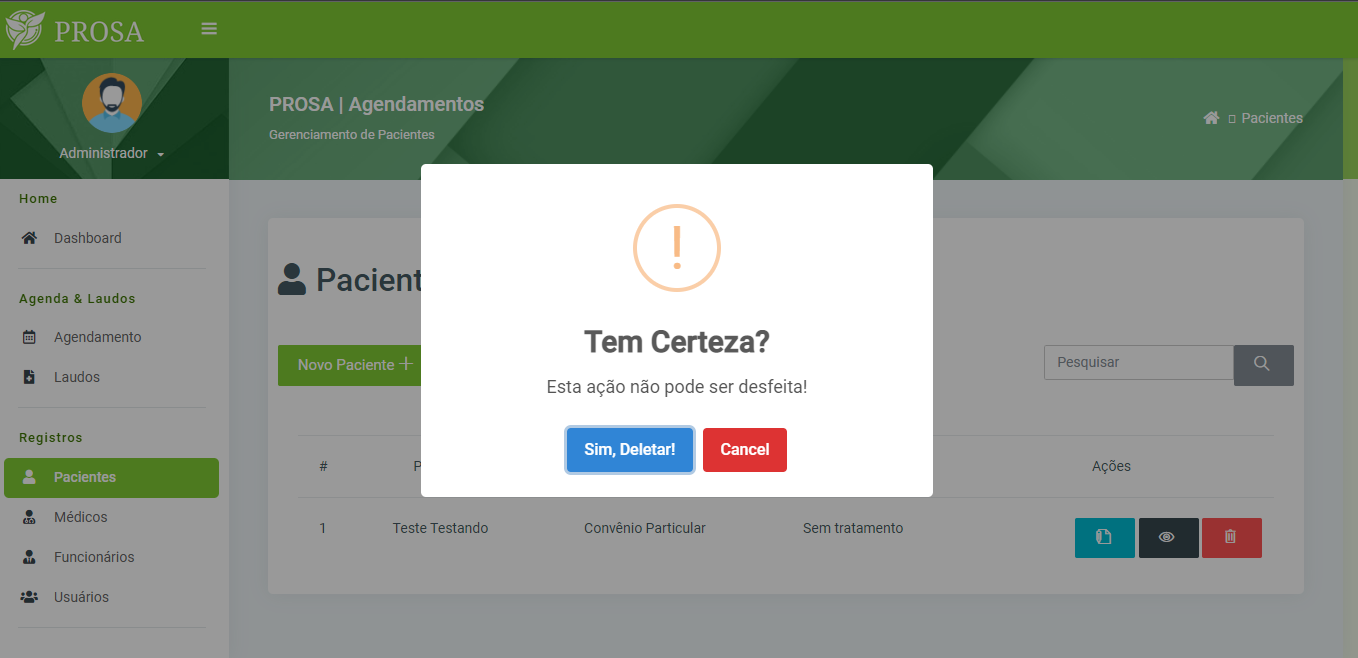 PROSA
PROSA | Agendamentos
Gerenciamento de Pacientes
Pacientes
Administrador
Home
Dashboard
Agenda & Laudos
Agendamento
Laudos
Registros
Pacientes
Médicos
Funcionários
Usuários
Pacient
Novo Paciente +
Pesquisar
# P Ações
1 Teste Testando Convênio Particular Sem tratamento
!
Tem Certeza?
Esta ação não pode ser desfeita!
Sim, Deletar! Cancel